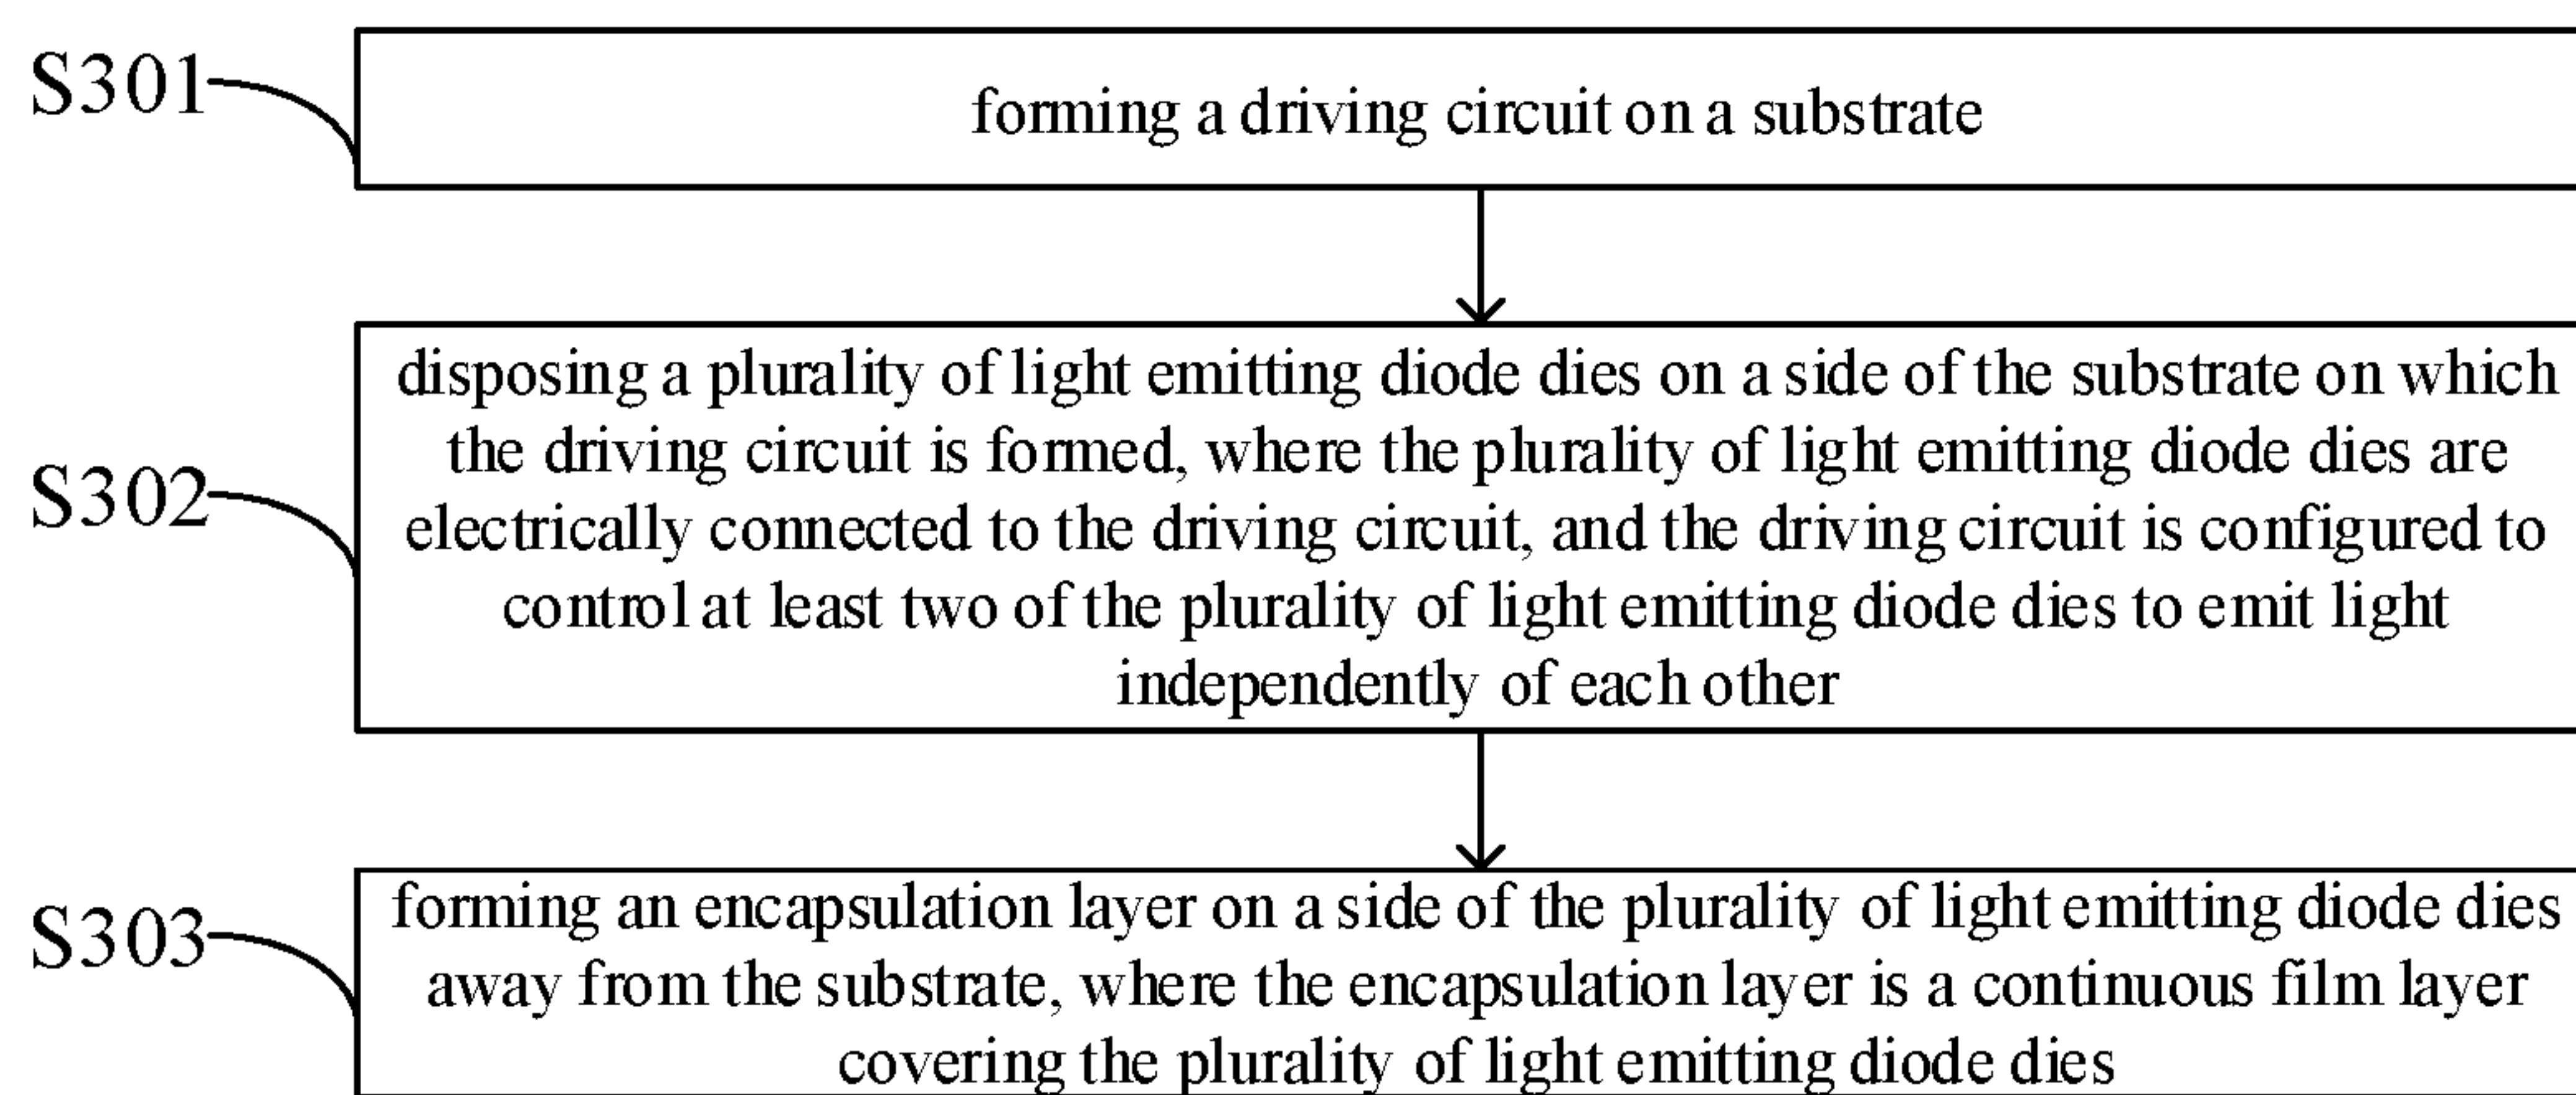 S301
forming a driving circuit on a substrate
S302
disposing a plurality of light emitting diode dies on a side of the substrate on which
the driving circuit is formed, where the plurality of light emitting diode dies are
electrically connected to the driving circuit, and the driving circuit is configured to
control at least two of the plurality of light emitting diode dies to emit light
independently of each other
S303
forming an encapsulation layer on a side of the plurality of light emitting diode dies
away from the substrate, where the encapsulation layer is a continuous film layer
covering the plurality of light emitting diode dies